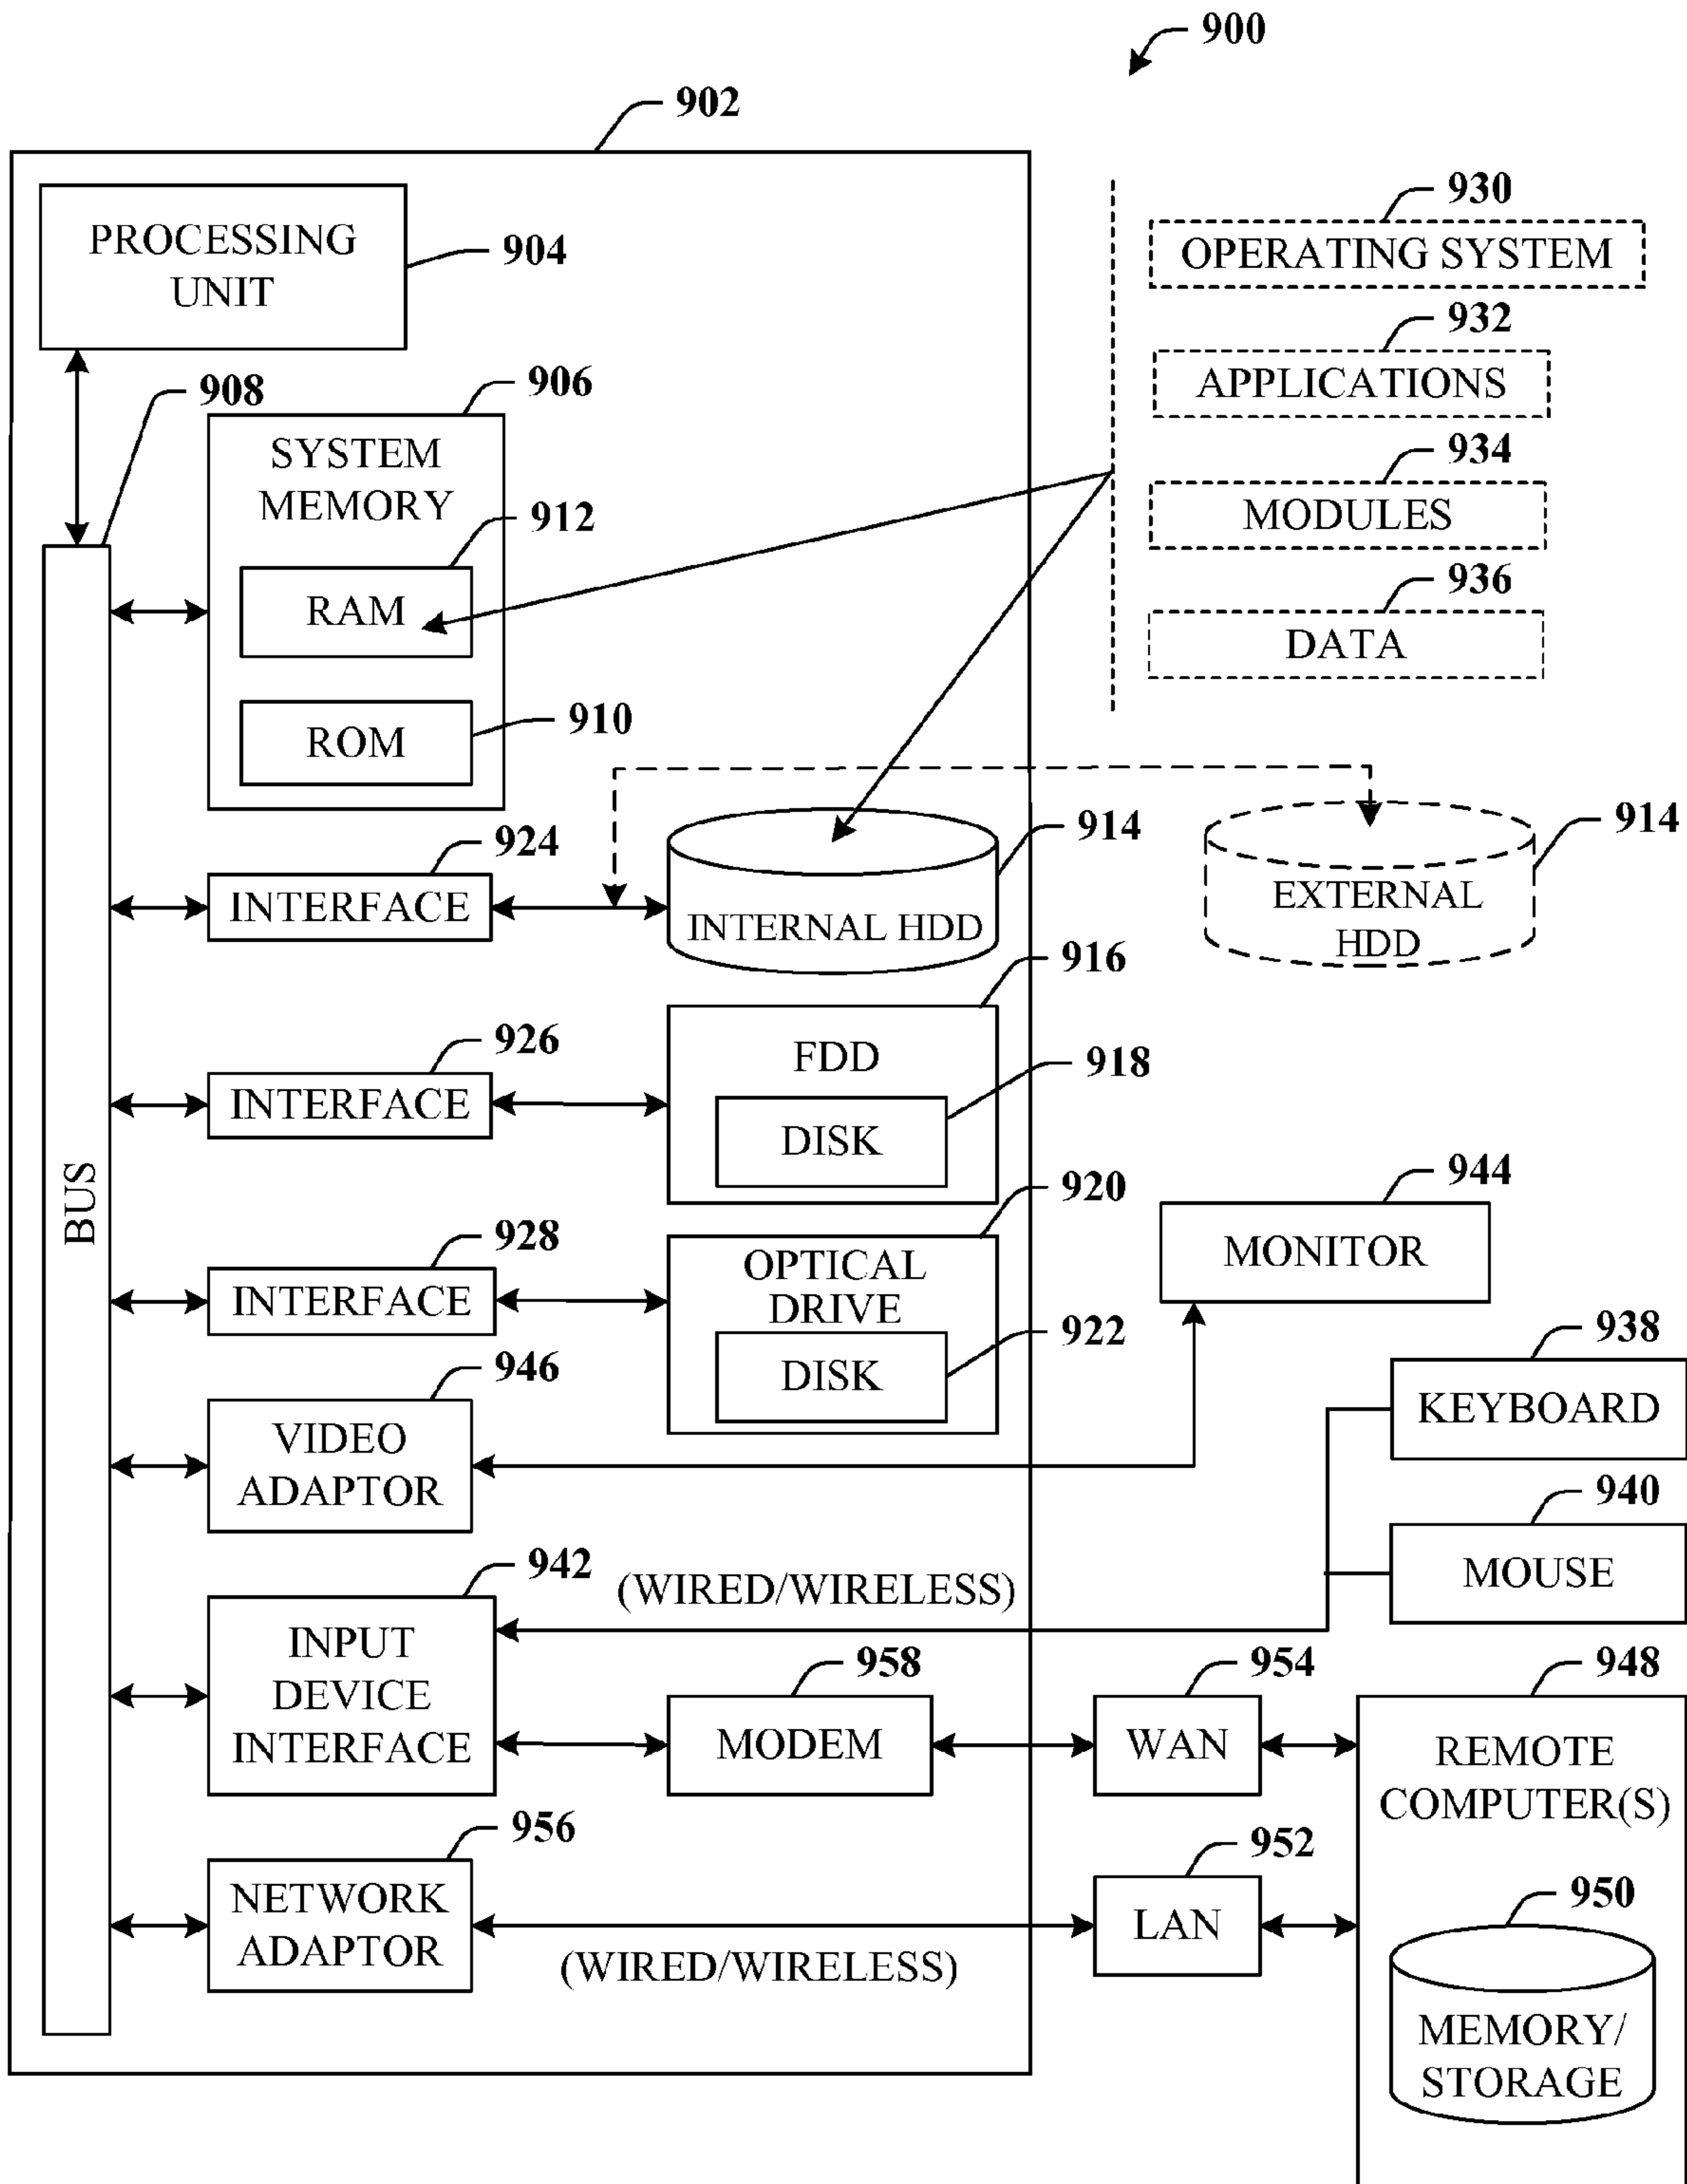 900
902
PROCESSING
UNIT
904
930
OPERATING SYSTEM
932
APPLICATIONS
934
MODULES
936
DATA
908
906
SYSTEM
MEMORY
912
RAM
910
ROM
BUS
924
INTERFACE
914
INTERNAL HDD
914
EXTERNAL
HDD
926
INTERFACE
916
FDD
918
DISK
928
INTERFACE
920
OPTICAL
DRIVE
922
DISK
944
MONITOR
946
VIDEO
ADAPTOR
938
KEYBOARD
940
MOUSE
942
INPUT
DEVICE
INTERFACE
(WIRED/WIRELESS)
958
MODEM
954
WAN
948
REMOTE
COMPUTER(S)
956
NETWORK
ADAPTOR
(WIRED/WIRELESS)
952
LAN
950
MEMORY/
STORAGE